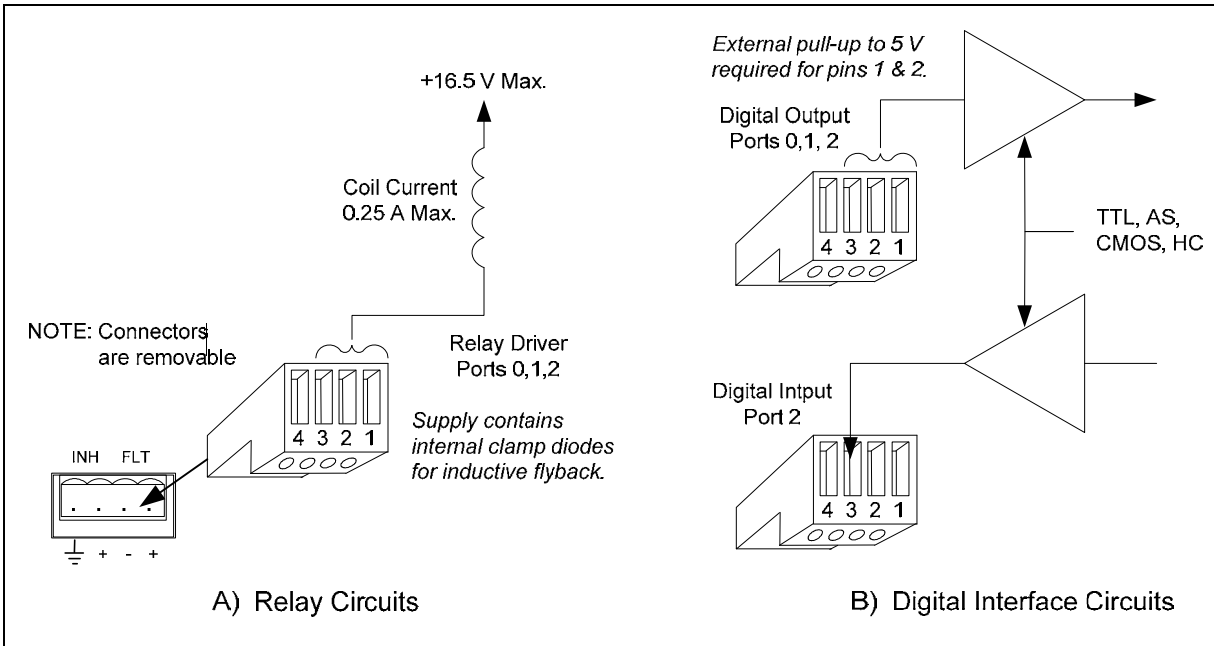 +16.5 V Max.
Coil Current
0.25 A Max.
NOTE: Connectors
are removable
Relay Driver
Ports 0,1,2
4 3 2 1
Supply contains
internal clamp diodes
for inductive flyback.
INH FLT
+ - +
A) Relay Circuits
External pull-up to 5 V
required for pins 1 & 2.
Digital Output
Ports 0,1, 2
4 3 2 1
TTL, AS,
CMOS, HC
Digital Intput
Port 2
4 3 2 1
B) Digital Interface Circuits